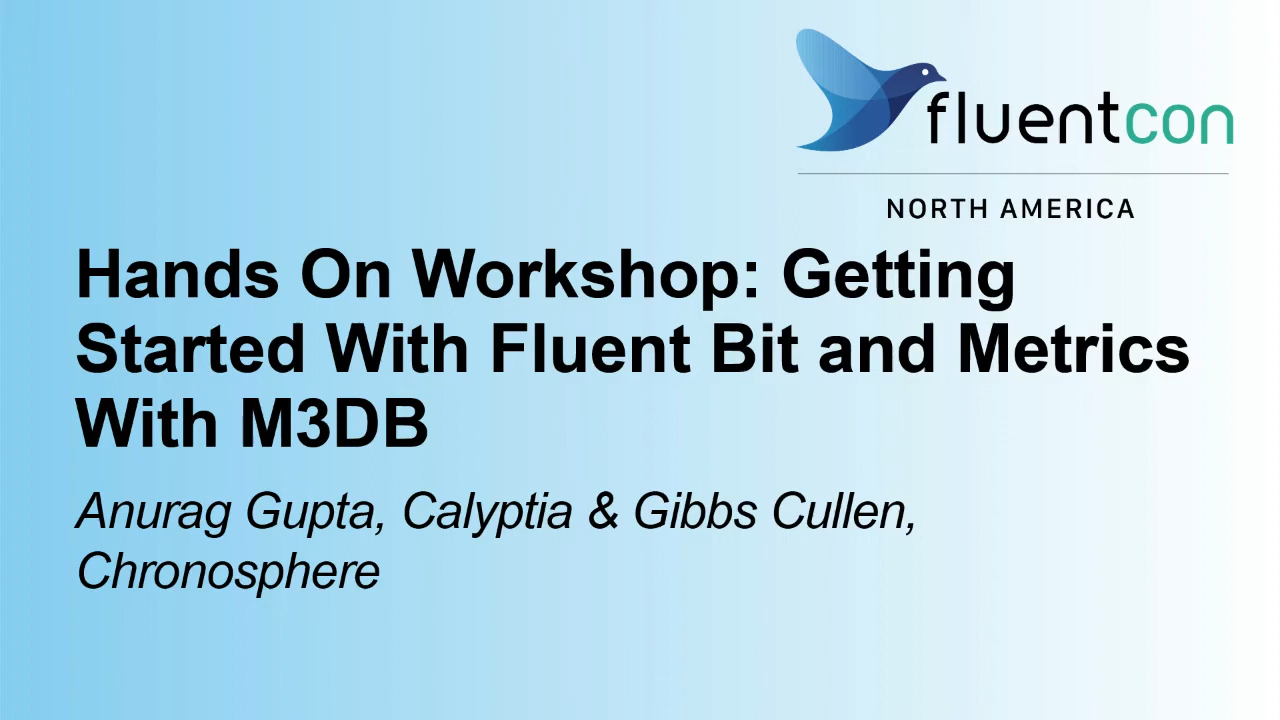 fluentcon
NORTH AMERICA
Hands On Workshop: Getting
Started With Fluent Bit and Metrics
With M3DB
Anurag Gupta, Calyptia & Gibbs Cullen,
Chronosphere